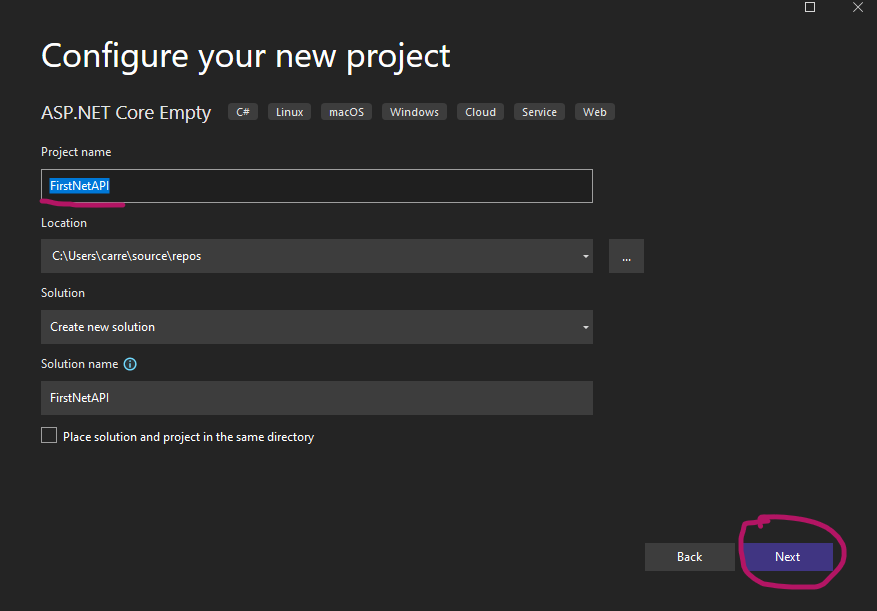 Configure your new project
ASP.NET Core Empty C# Linux macOS Windows Cloud Service Web
Project name
FirstNetAPI
Location
C:\Users\carre\source\repos
...
Solution
Create new solution
Solution name
FirstNetAPI
Place solution and project in the same directory
Back Next